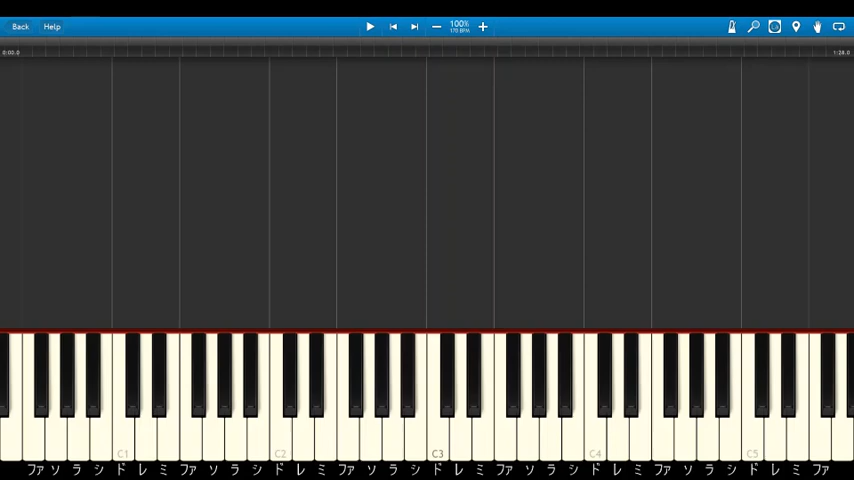 Back Help 100%
170 BPM
0:00.0 1:28.0
C1 C2 C3 C4 C5
ファ ソ ラ シ ド レ ミ ファ ソ ラ シ ド レ ミ ファ ソ ラ シ ド レ ミ ファ ソ ラ シ ド レ ミ ファ ソ ラ シ ド レ ミ ファ